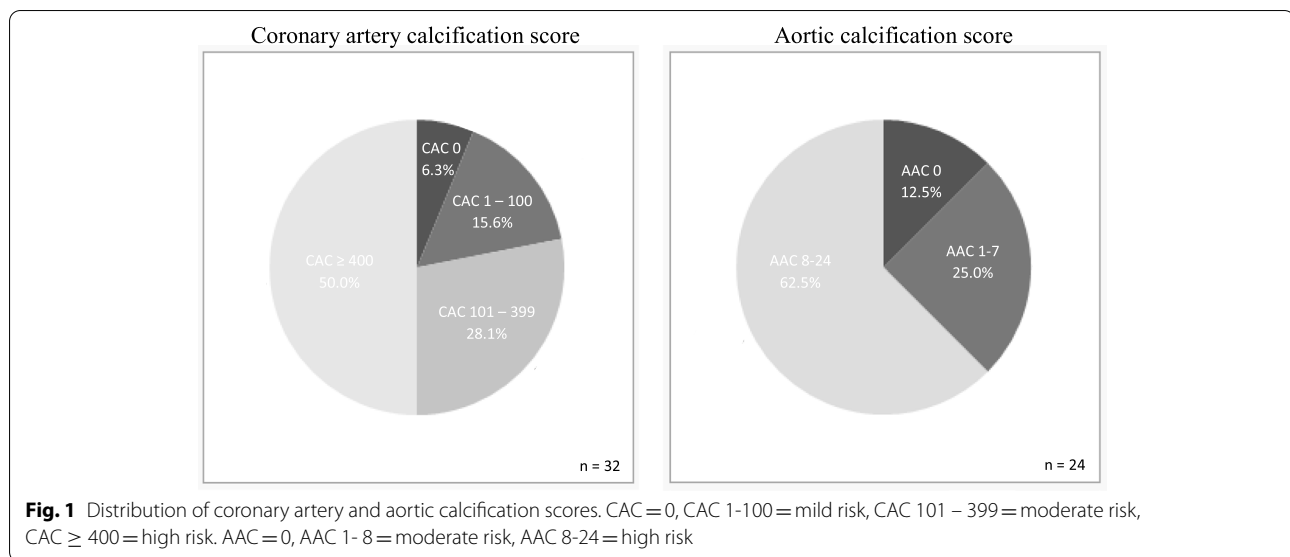 Coronary artery calcification score
CAC 0
6.3%
CAC 1 – 100
15.6%
CAC ≥ 400
50.0%
CAC 101 – 399
28.1%
n = 32
Aortic calcification score
AAC 0
12.5%
AAC 1-7
25.0%
AAC 8-24
62.5%
n = 24
Fig. 1 Distribution of coronary artery and aortic calcification scores. CAC = 0, CAC 1-100 = mild risk, CAC 101 – 399 = moderate risk,
CAC ≥ 400 = high risk. AAC = 0, AAC 1- 8 = moderate risk, AAC 8-24 = high risk